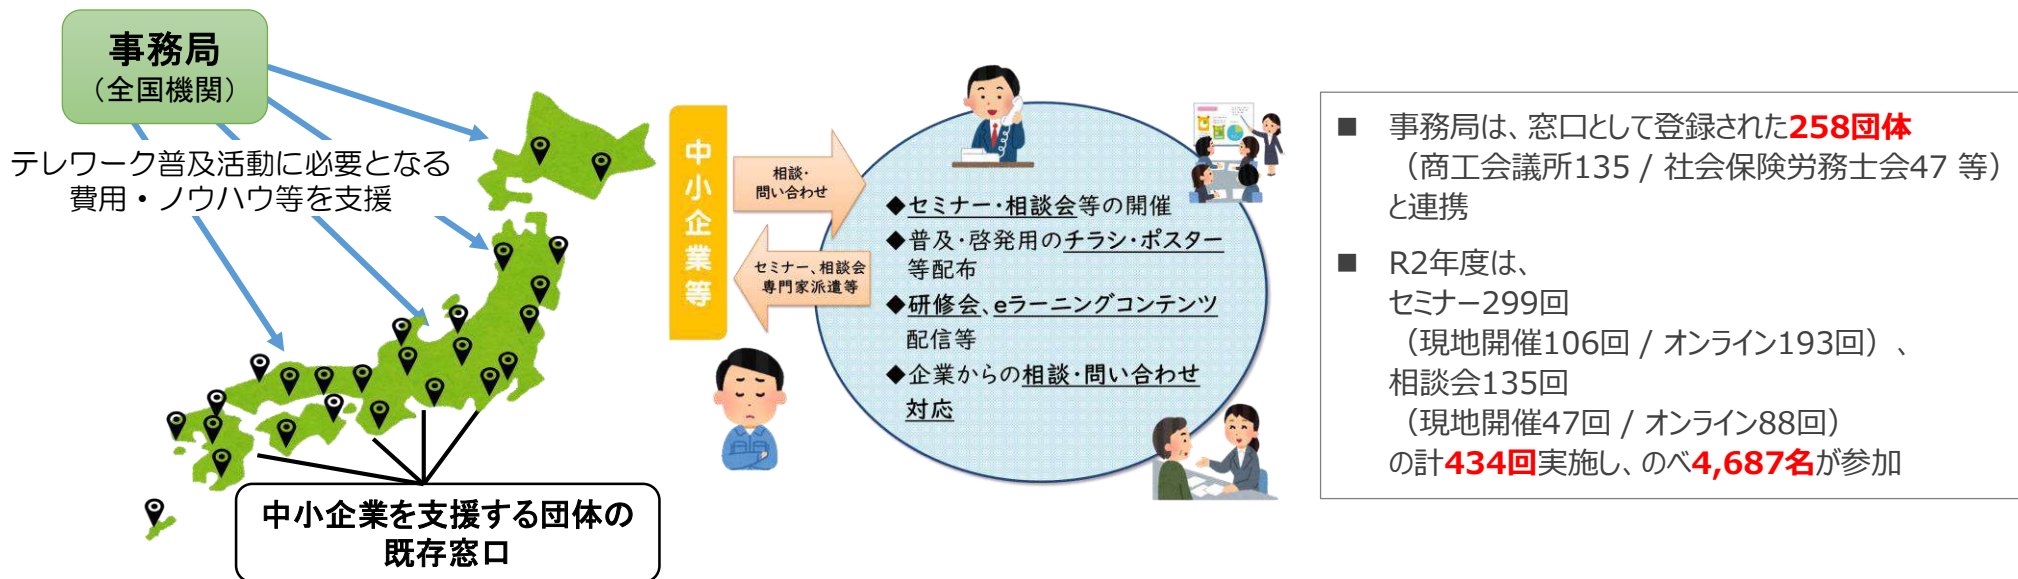 事務局
（全国機関）
テレワーク普及活動に必要となる
費用・ノウハウ等を支援
中小企業を支援する団体の
既存窓口
中小企業等
相談・
問い合わせ
セミナー、相談会
専門家派遣等
◆セミナー・相談会等の開催
◆普及・啓発用のチラシ・ポスター
等配布
◆研修会、eラーニングコンテンツ
配信等
◆企業からの相談・問い合わせ
対応
■ 事務局は、窓口として登録された258団体
（商工会議所135 / 社会保険労務士会47 等）
と連携
■ R2年度は、
セミナー299回
（現地開催106回 / オンライン193回）、
相談会135回
（現地開催47回 / オンライン88回）
の計434回実施し、のべ4,687名が参加